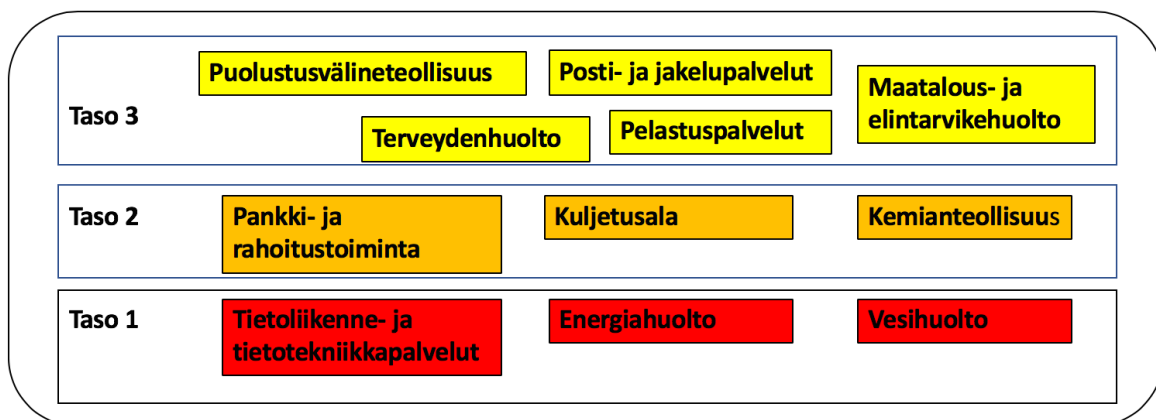 Taso 3
Puolustusvälineteollisuus
Posti- ja jakelupalvelut
Maatalous- ja
elintarvikehuolto
Terveydenhuolto
Pelastuspalvelut
Taso 2
Pankki- ja
rahoitustoiminta
Kuljetusala
Kemianteollisuus
Taso 1
Tietoliikenne- ja
tietotekniikkapalvelut
Energiahuolto
Vesihuolto